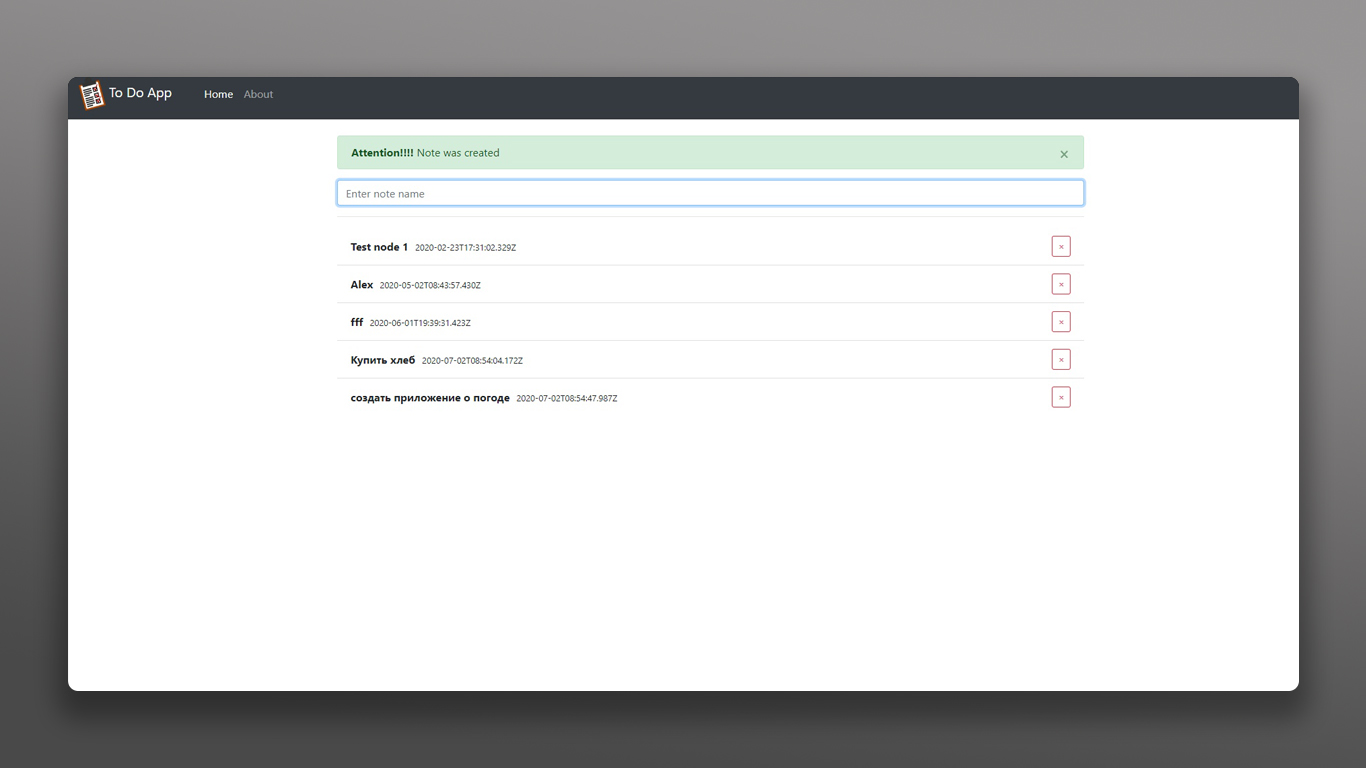 To Do App Home About
Attention!!!! Note was created ×
Enter note name
Test node 1 2020-02-23T17:31:02.329Z ×
Alex 2020-05-02T08:43:57.430Z ×
fff 2020-06-01T19:39:31.423Z ×
Купить хлеб 2020-07-02T08:54:04.172Z ×
создать приложение о погоде 2020-07-02T08:54:47.987Z ×